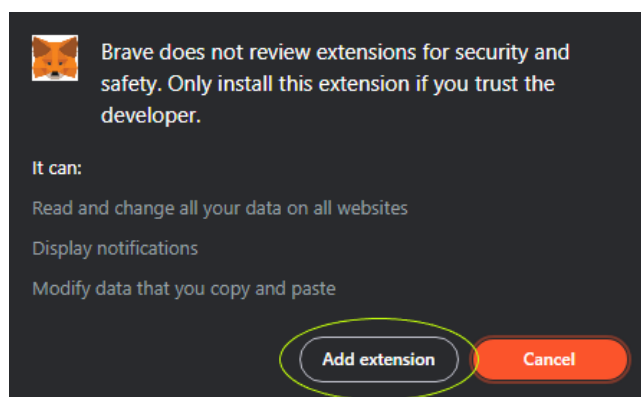 Brave does not review extensions for security and
safety. Only install this extension if you trust the
developer.
It can:
Read and change all your data on all websites
Display notifications
Modify data that you copy and paste
Add extension
Cancel